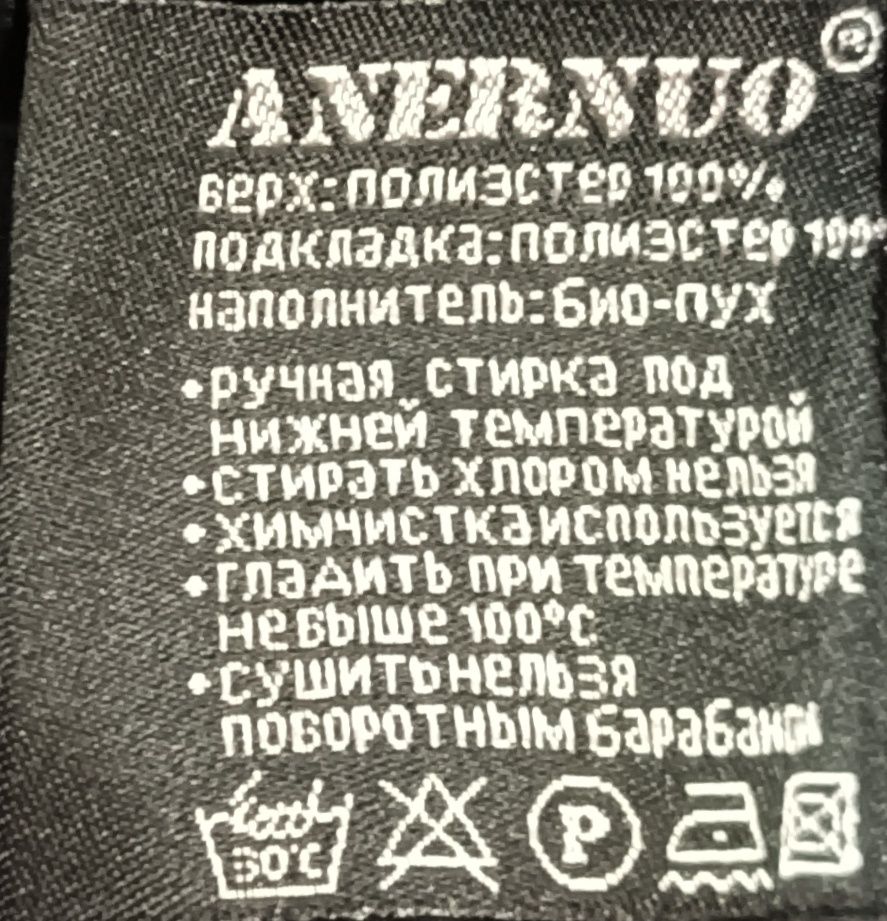 ANERNUO ®
верх:полиэстер 100%
подкладка:полиэстер 100%
наполнитель:био-пух
•ручная стирка под
нижней температурой
•стирать хлором нельзя
•химчистка используется
•гладить при температуре
не выше 100°с
•сушить нельзя
поворотным барабаном
30°C P